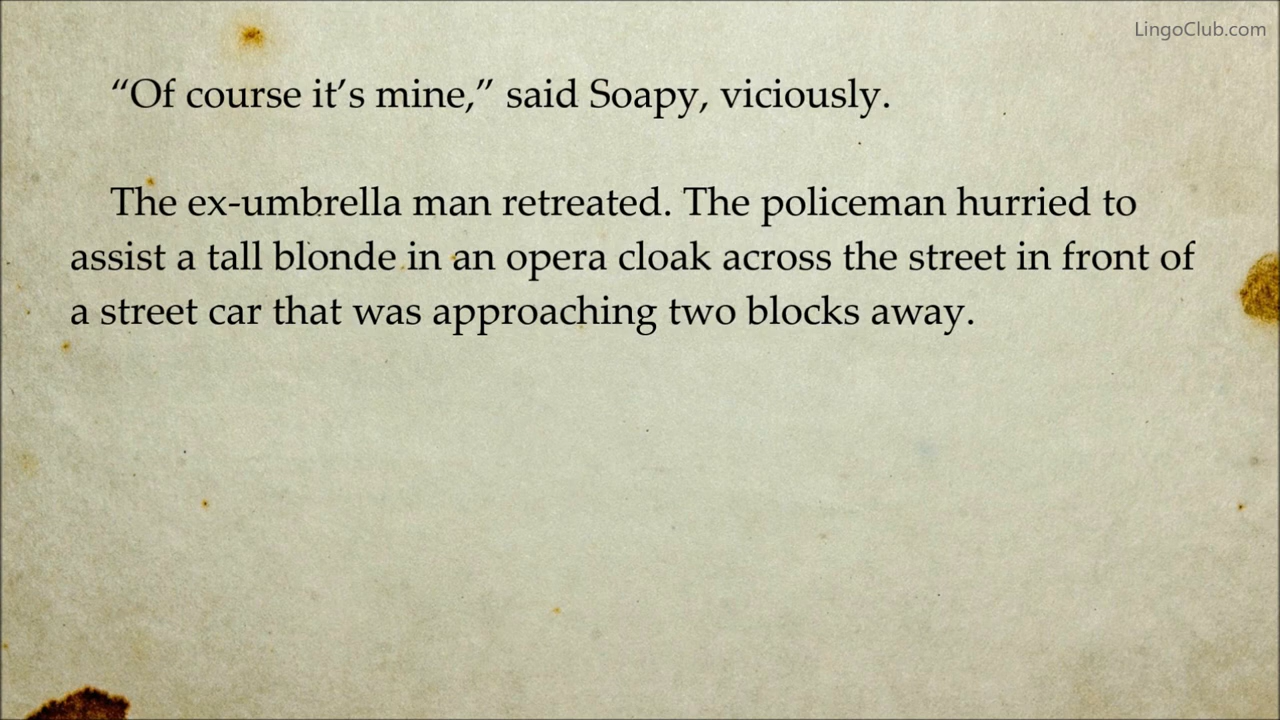 LingoClub.com
“Of course it’s mine,” said Soapy, viciously.
The ex-umbrella man retreated. The policeman hurried to
assist a tall blonde in an opera cloak across the street in front of
a street car that was approaching two blocks away.